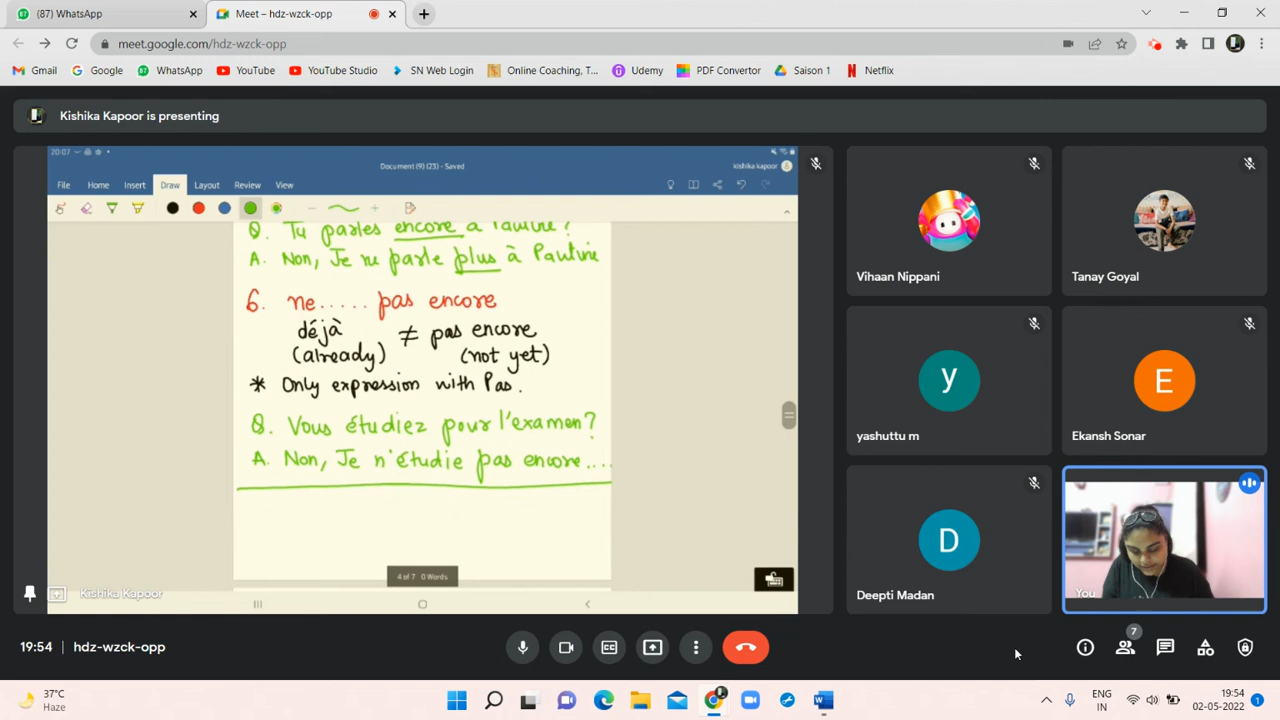 (87) WhatsApp
Meet – hdz-wzck-opp
meet.google.com/hdz-wzck-opp
Gmail
Google
WhatsApp
YouTube
YouTube Studio
SN Web Login
Online Coaching, T...
Udemy
PDF Convertor
Saison 1
Netflix
Kishika Kapoor is presenting
20:07
Document (9) (23) - Saved
kishika kapoor
File Home Insert Draw Layout Review View
Q. Tu parles encore à Pauline?
A. Non, Je ne parle plus à Pauline
6. ne..... pas encore
déjà ≠ pas encore
(already) (not yet)
* Only expression with Pas.
Q. Vous étudiez pour l'examen?
A. Non, Je n'étudie pas encore....
4 of 7 0 Words
Kishika Kapoor
Vihaan Nippani
Tanay Goyal
y
yashuttu m
E
Ekansh Sonar
D
Deepti Madan
You
19:54 hdz-wzck-opp
7
37°C
Haze
ENG
IN
19:54
02-05-2022
1